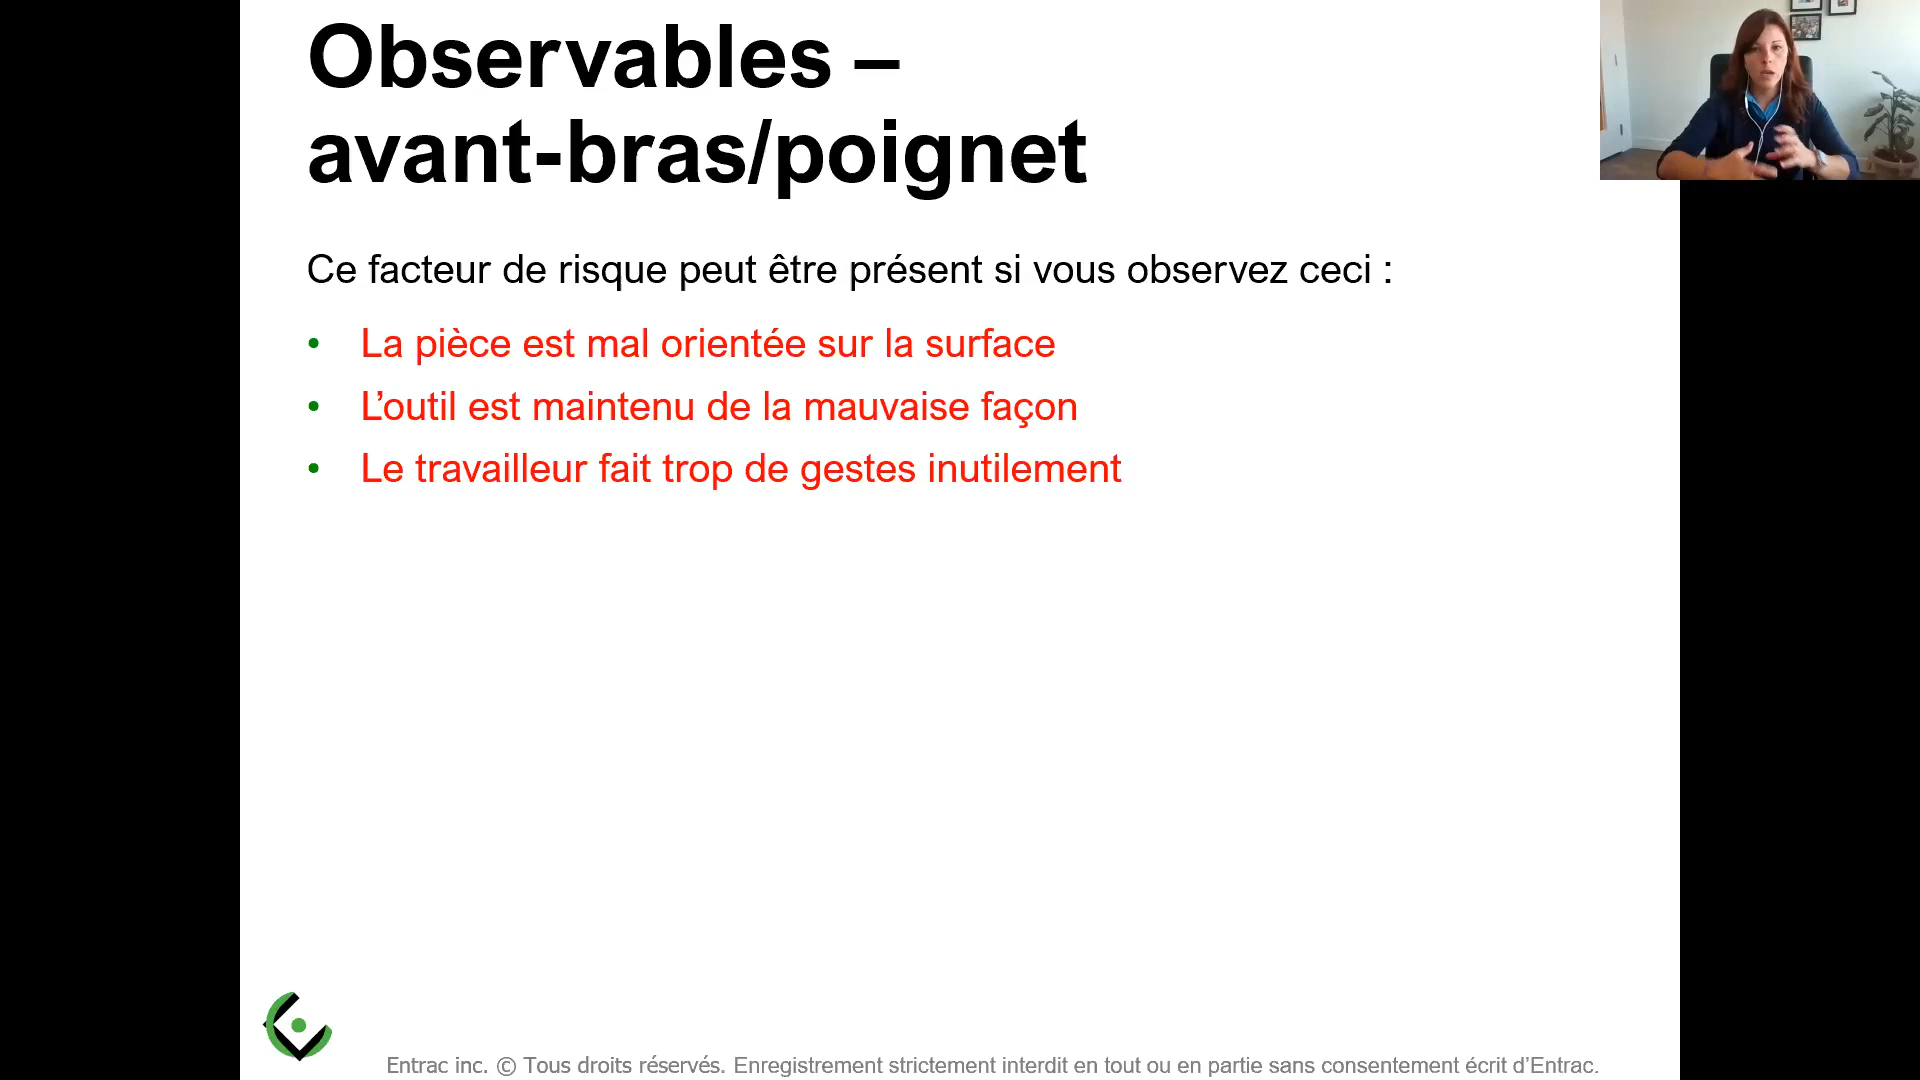 Observables –
avant-bras/poignet
Ce facteur de risque peut être présent si vous observez ceci :
• La pièce est mal orientée sur la surface
• L’outil est maintenu de la mauvaise façon
• Le travailleur fait trop de gestes inutilement
Entrac inc. © Tous droits réservés. Enregistrement strictement interdit en tout ou en partie sans consentement écrit d’Entrac.